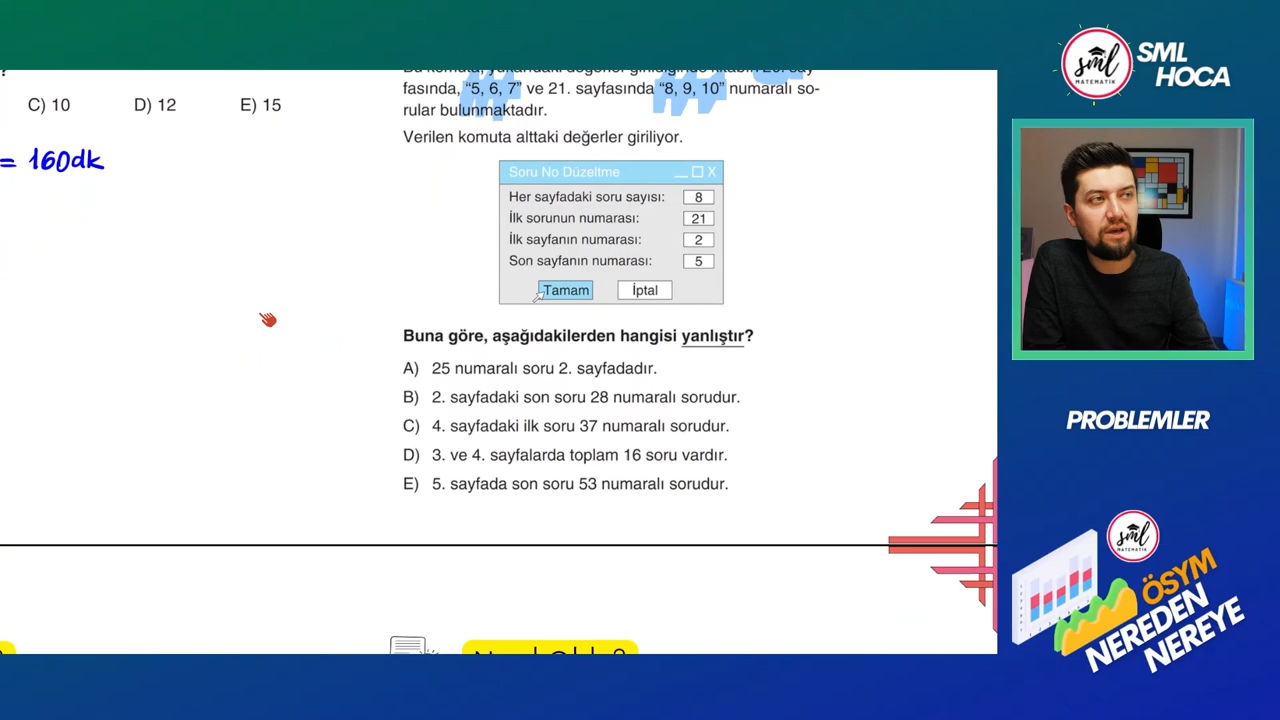 ?
C) 10 D) 12 E) 15
= 160dk
fasında, “5, 6, 7” ve 21. sayfasında “8, 9, 10” numaralı so-
rular bulunmaktadır.
Verilen komuta alttaki değerler giriliyor.
Soru No Düzeltme X
Her sayfadaki soru sayısı: 8
İlk sorunun numarası: 21
İlk sayfanın numarası: 2
Son sayfanın numarası: 5
Tamam İptal
Buna göre, aşağıdakilerden hangisi yanlıştır?
A) 25 numaralı soru 2. sayfadadır.
B) 2. sayfadaki son soru 28 numaralı sorudur.
C) 4. sayfadaki ilk soru 37 numaralı sorudur.
D) 3. ve 4. sayfalarda toplam 16 soru vardır.
E) 5. sayfada son soru 53 numaralı sorudur.
sml
MATEMATİK
SML
HOCA
PROBLEMLER
sml
MATEMATİK
ÖSYM
NEREDEN
NEREYE